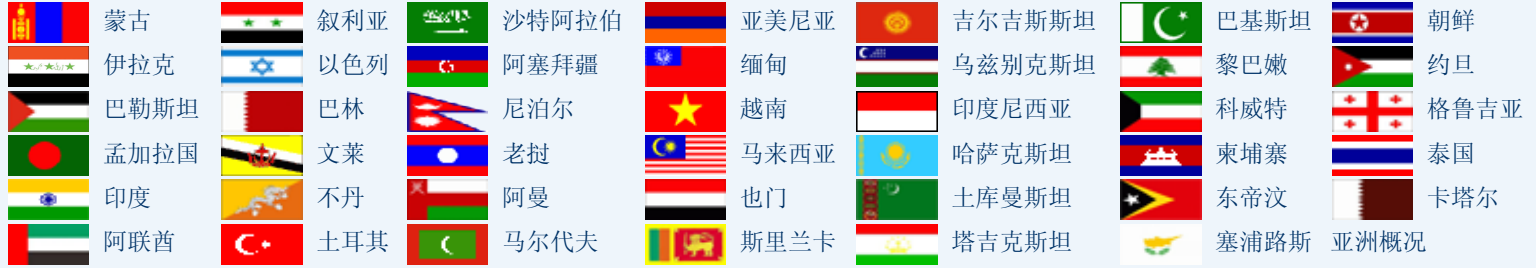 蒙古 叙利亚 沙特阿拉伯 亚美尼亚 吉尔吉斯斯坦 巴基斯坦 朝鲜
伊拉克 以色列 阿塞拜疆 缅甸 乌兹别克斯坦 黎巴嫩 约旦
巴勒斯坦 巴林 尼泊尔 越南 印度尼西亚 科威特 格鲁吉亚
孟加拉国 文莱 老挝 马来西亚 哈萨克斯坦 柬埔寨 泰国
印度 不丹 阿曼 也门 土库曼斯坦 东帝汶 卡塔尔
阿联酋 土耳其 马尔代夫 斯里兰卡 塔吉克斯坦 塞浦路斯 亚洲概况